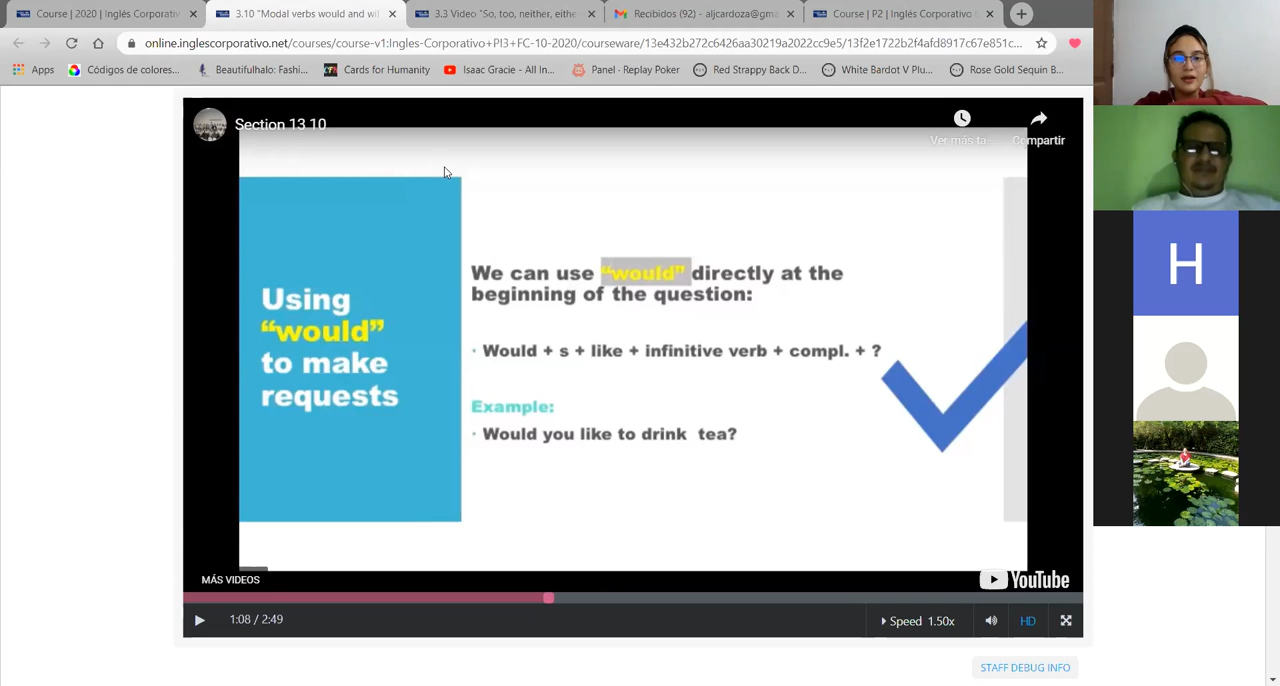 Course | 2020 | Inglés Corporativ
3.10 "Modal verbs would and wi
3.3 Video "So, too, neither, eithe
Recibidos (92) - aljcardoza@gma
Course | P2 | Inglés Corporativo
online.inglescorporativo.net/courses/course-v1:Ingles-Corporativo+PI3+FC-10-2020/courseware/13e432b272c6426aa30219a2022cc9e5/13f2e1722b2f4afd8917c67e851c...
Apps
Códigos de colores...
Beautifulhalo: Fashi...
Cards for Humanity
Isaac Gracie - All In...
Panel · Replay Poker
Red Strappy Back D...
White Bardot V Plu...
Rose Gold Sequin B...
Section 13 10
Ver más ta...
Compartir
Using
"would"
to make
requests
We can use "would" directly at the
beginning of the question:
· Would + s + like + infinitive verb + compl. + ?
Example:
· Would you like to drink tea?
H
MÁS VIDEOS
YouTube
1:08 / 2:49
Speed 1.50x
HD
STAFF DEBUG INFO